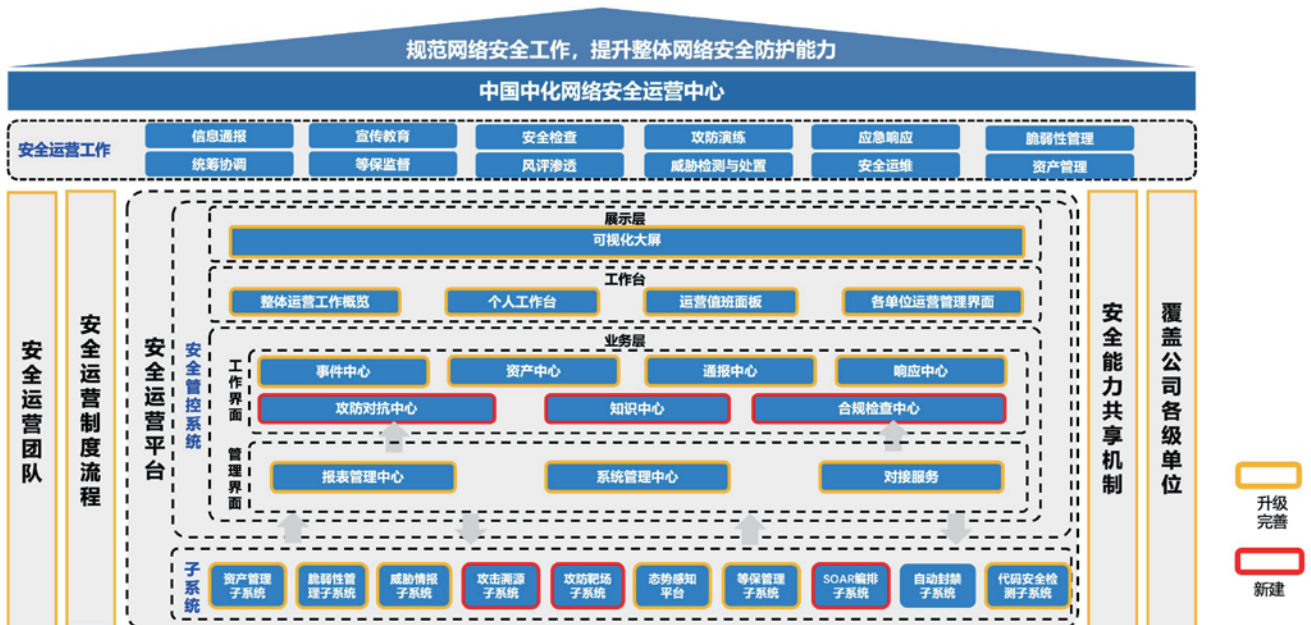 规范网络安全工作，提升整体网络安全防护能力
中国中化网络安全运营中心
安全运营工作
信息通报
宣传教育
安全检查
攻防演练
应急响应
脆弱性管理
统筹协调
等保监督
风评渗透
威胁检测与处置
安全运维
资产管理
安全运营团队
安全运营制度流程
安全运营平台
安全管控系统
展示层
可视化大屏
工作台
整体运营工作概览
个人工作台
运营值班面板
各单位运营管理界面
业务层
工作界面
事件中心
资产中心
通报中心
响应中心
攻防对抗中心
知识中心
合规检查中心
管理界面
报表管理中心
系统管理中心
对接服务
子系统
资产管理
子系统
脆弱性管
理子系统
威胁情报
子系统
攻击溯源
子系统
攻防靶场
子系统
态势感知
平台
等保管理
子系统
SOAR编排
子系统
自动封禁
子系统
代码安全检
测子系统
安全能力共享机制
覆盖公司各级单位
升级
完善
新建